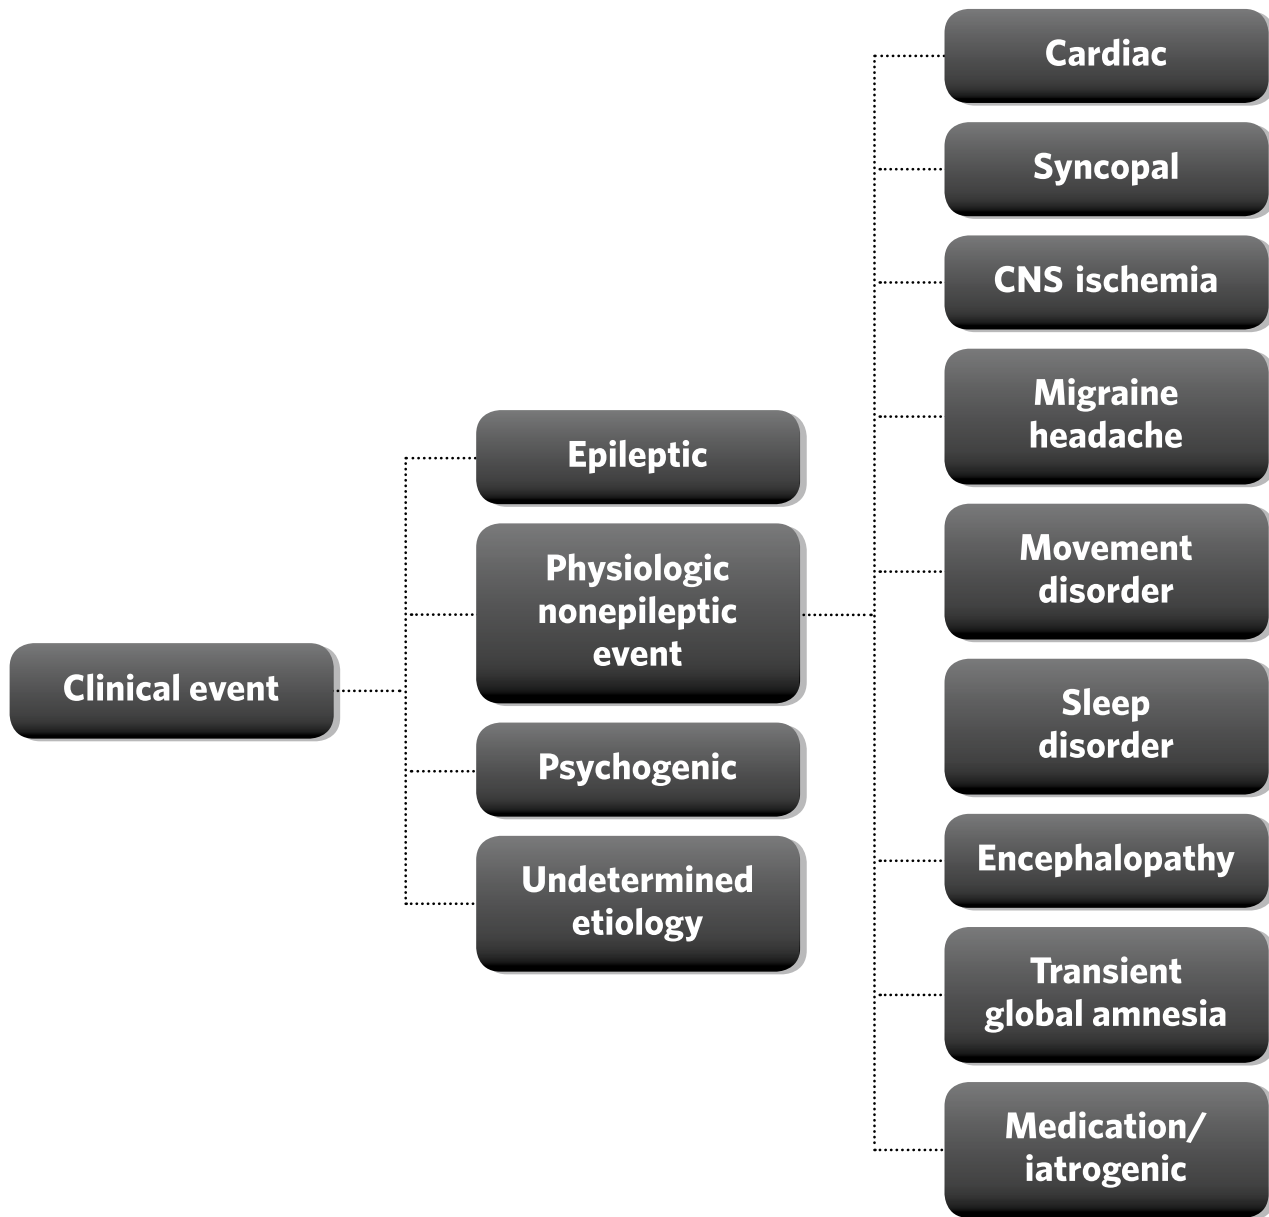 Clinical event
Epileptic
Physiologic
nonepileptic
event
Psychogenic
Undetermined
etiology
Cardiac
Syncopal
CNS ischemia
Migraine
headache
Movement
disorder
Sleep
disorder
Encephalopathy
Transient
global amnesia
Medication/
iatrogenic